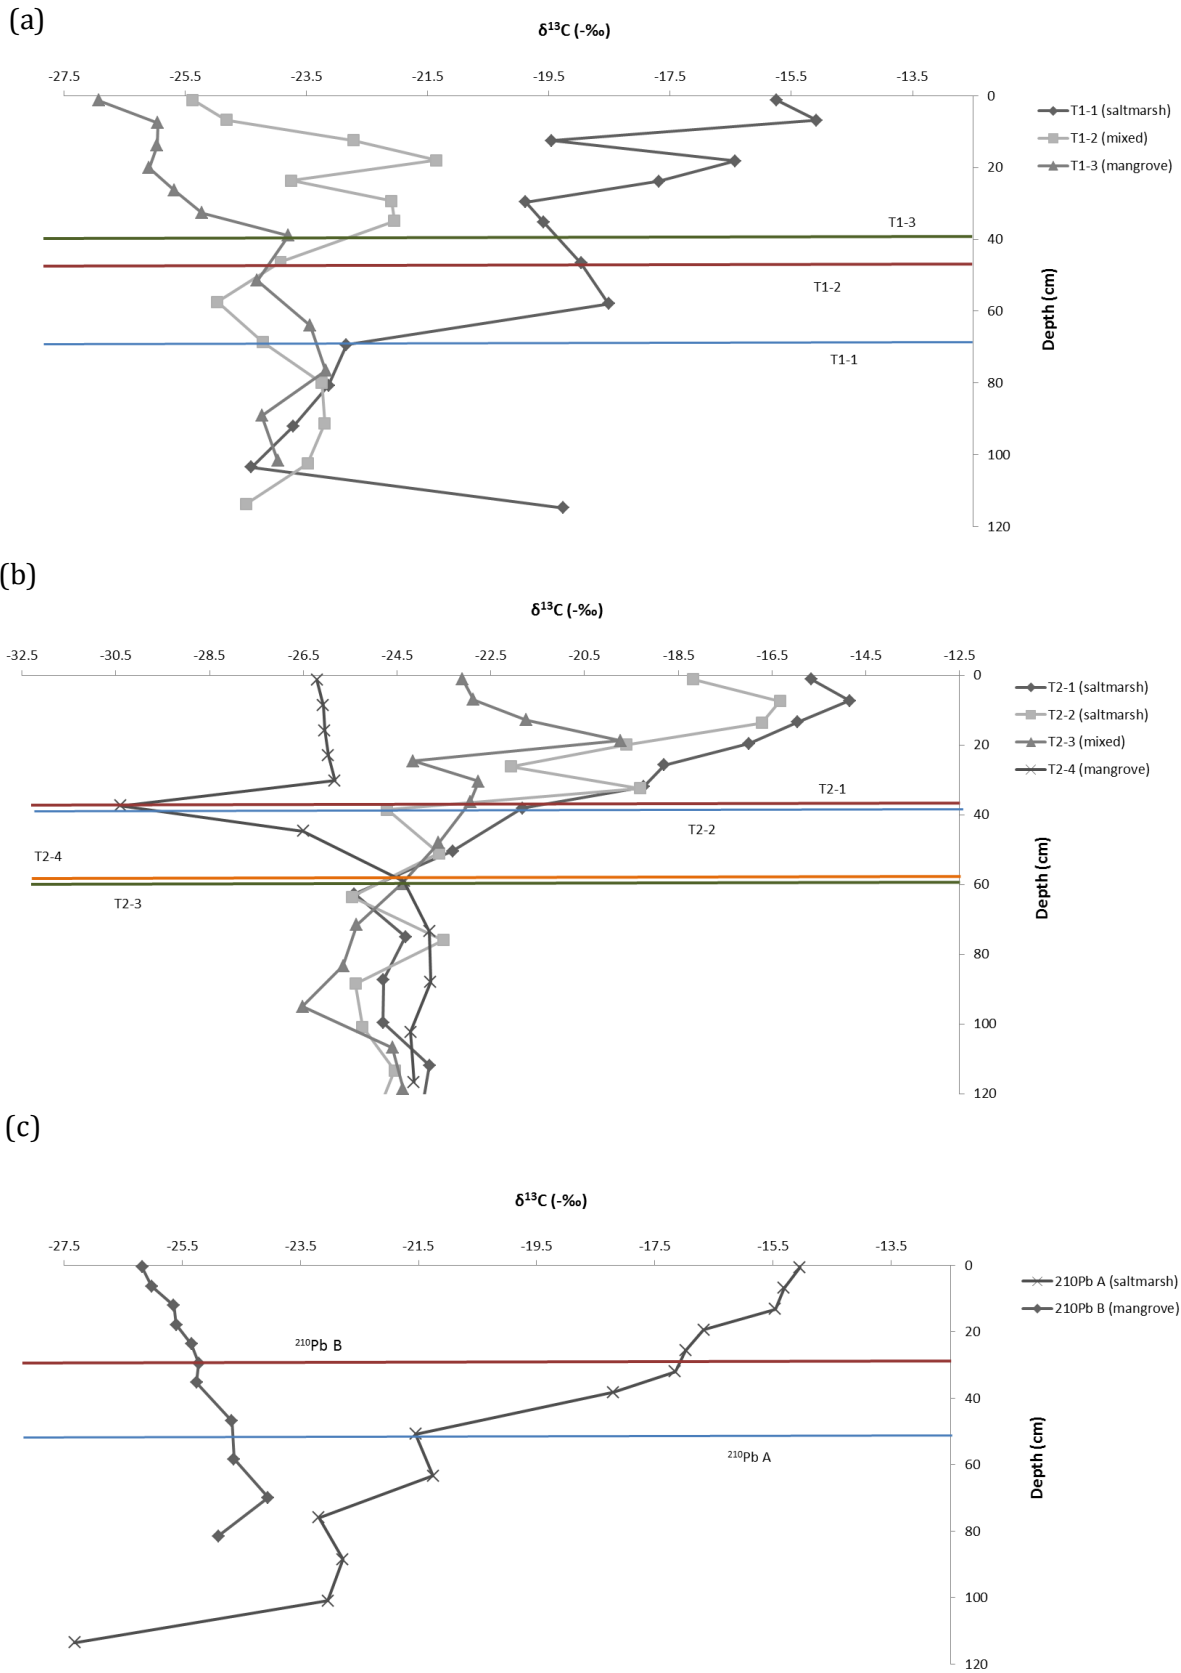 (a)
δ¹³C (-‰)
-27.5 -25.5 -23.5 -21.5 -19.5 -17.5 -15.5 -13.5
0
20
40
60
80
100
120
Depth (cm)
T1-1 (saltmarsh)
T1-2 (mixed)
T1-3 (mangrove)
T1-3
T1-2
T1-1
(b)
δ¹³C (-‰)
-32.5 -30.5 -28.5 -26.5 -24.5 -22.5 -20.5 -18.5 -16.5 -14.5 -12.5
0
20
40
60
80
100
120
Depth (cm)
T2-1 (saltmarsh)
T2-2 (saltmarsh)
T2-3 (mixed)
T2-4 (mangrove)
T2-1
T2-2
T2-4
T2-3
(c)
δ¹³C (-‰)
-27.5 -25.5 -23.5 -21.5 -19.5 -17.5 -15.5 -13.5
0
20
40
60
80
100
120
Depth (cm)
210Pb A (saltmarsh)
210Pb B (mangrove)
²¹⁰Pb B
²¹⁰Pb A